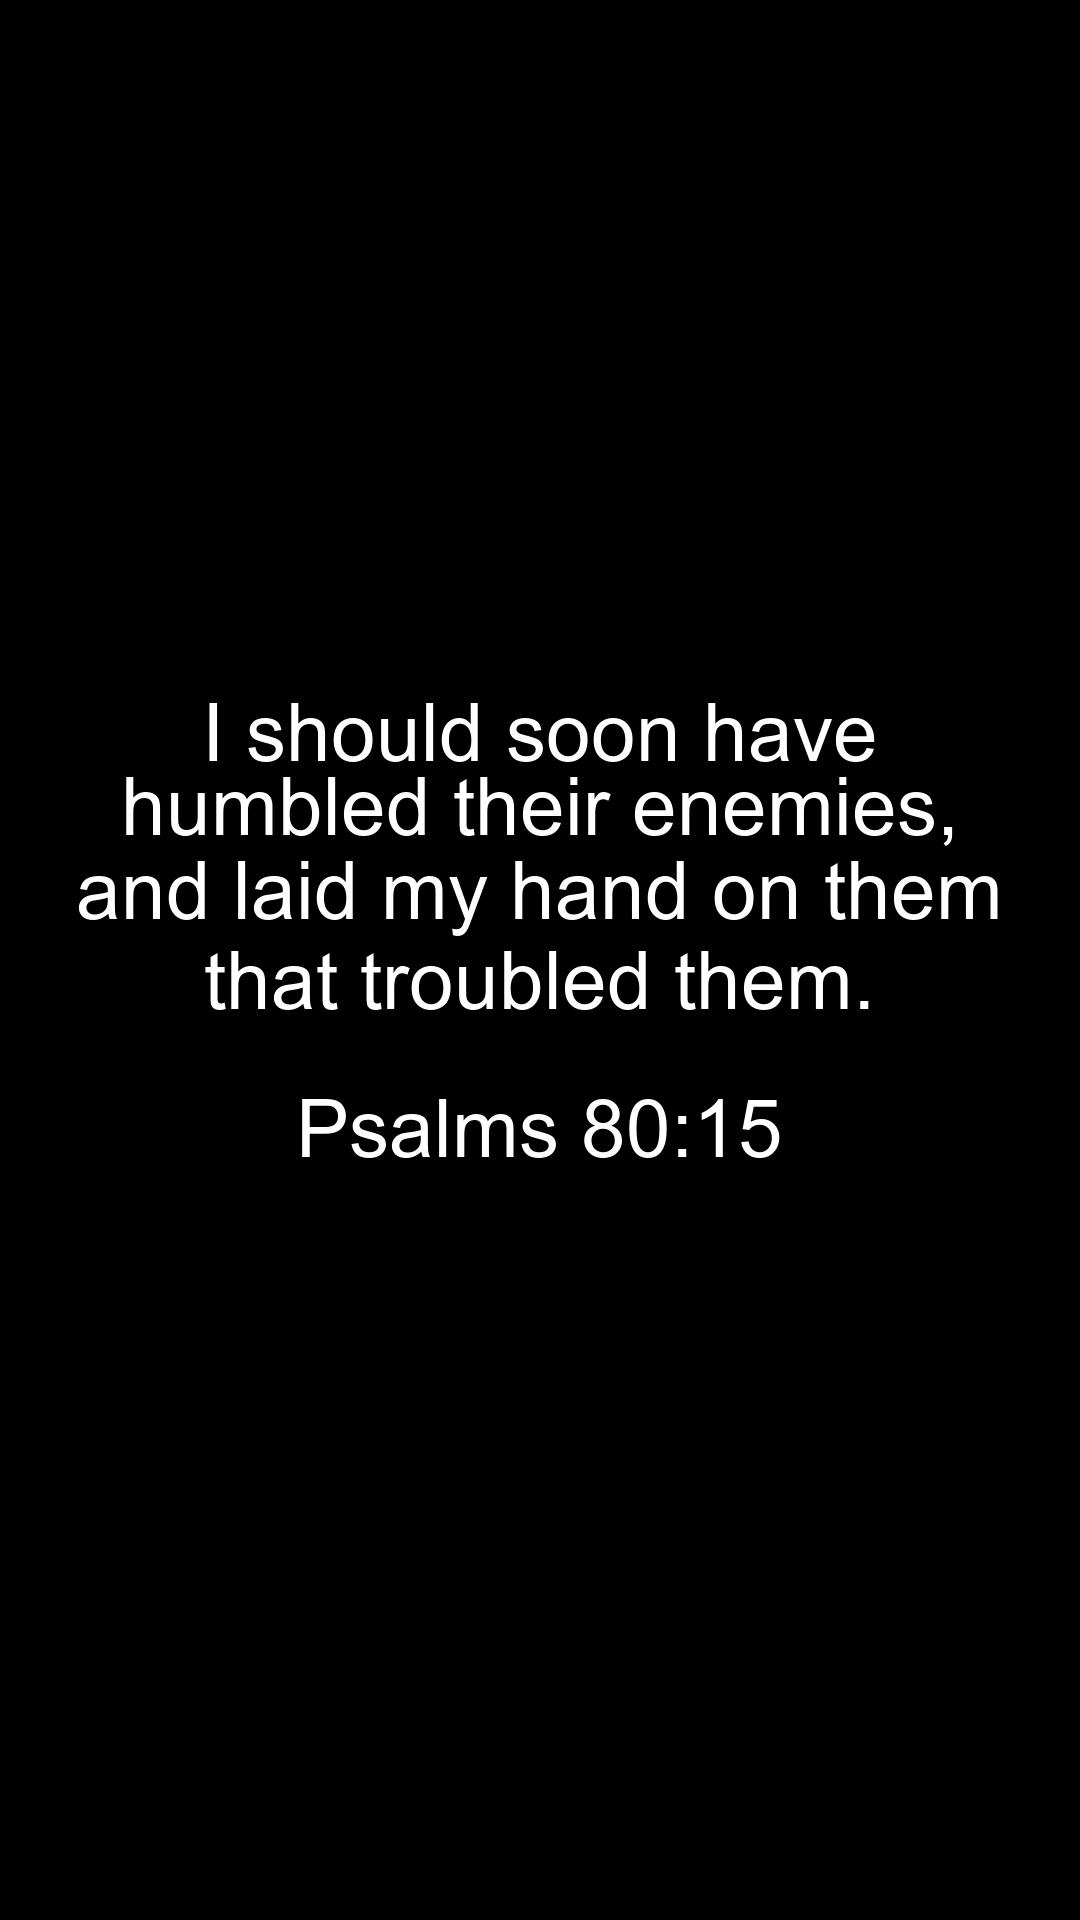 I should soon have
humbled their enemies,
and laid my hand on them
that troubled them.
Psalms 80:15